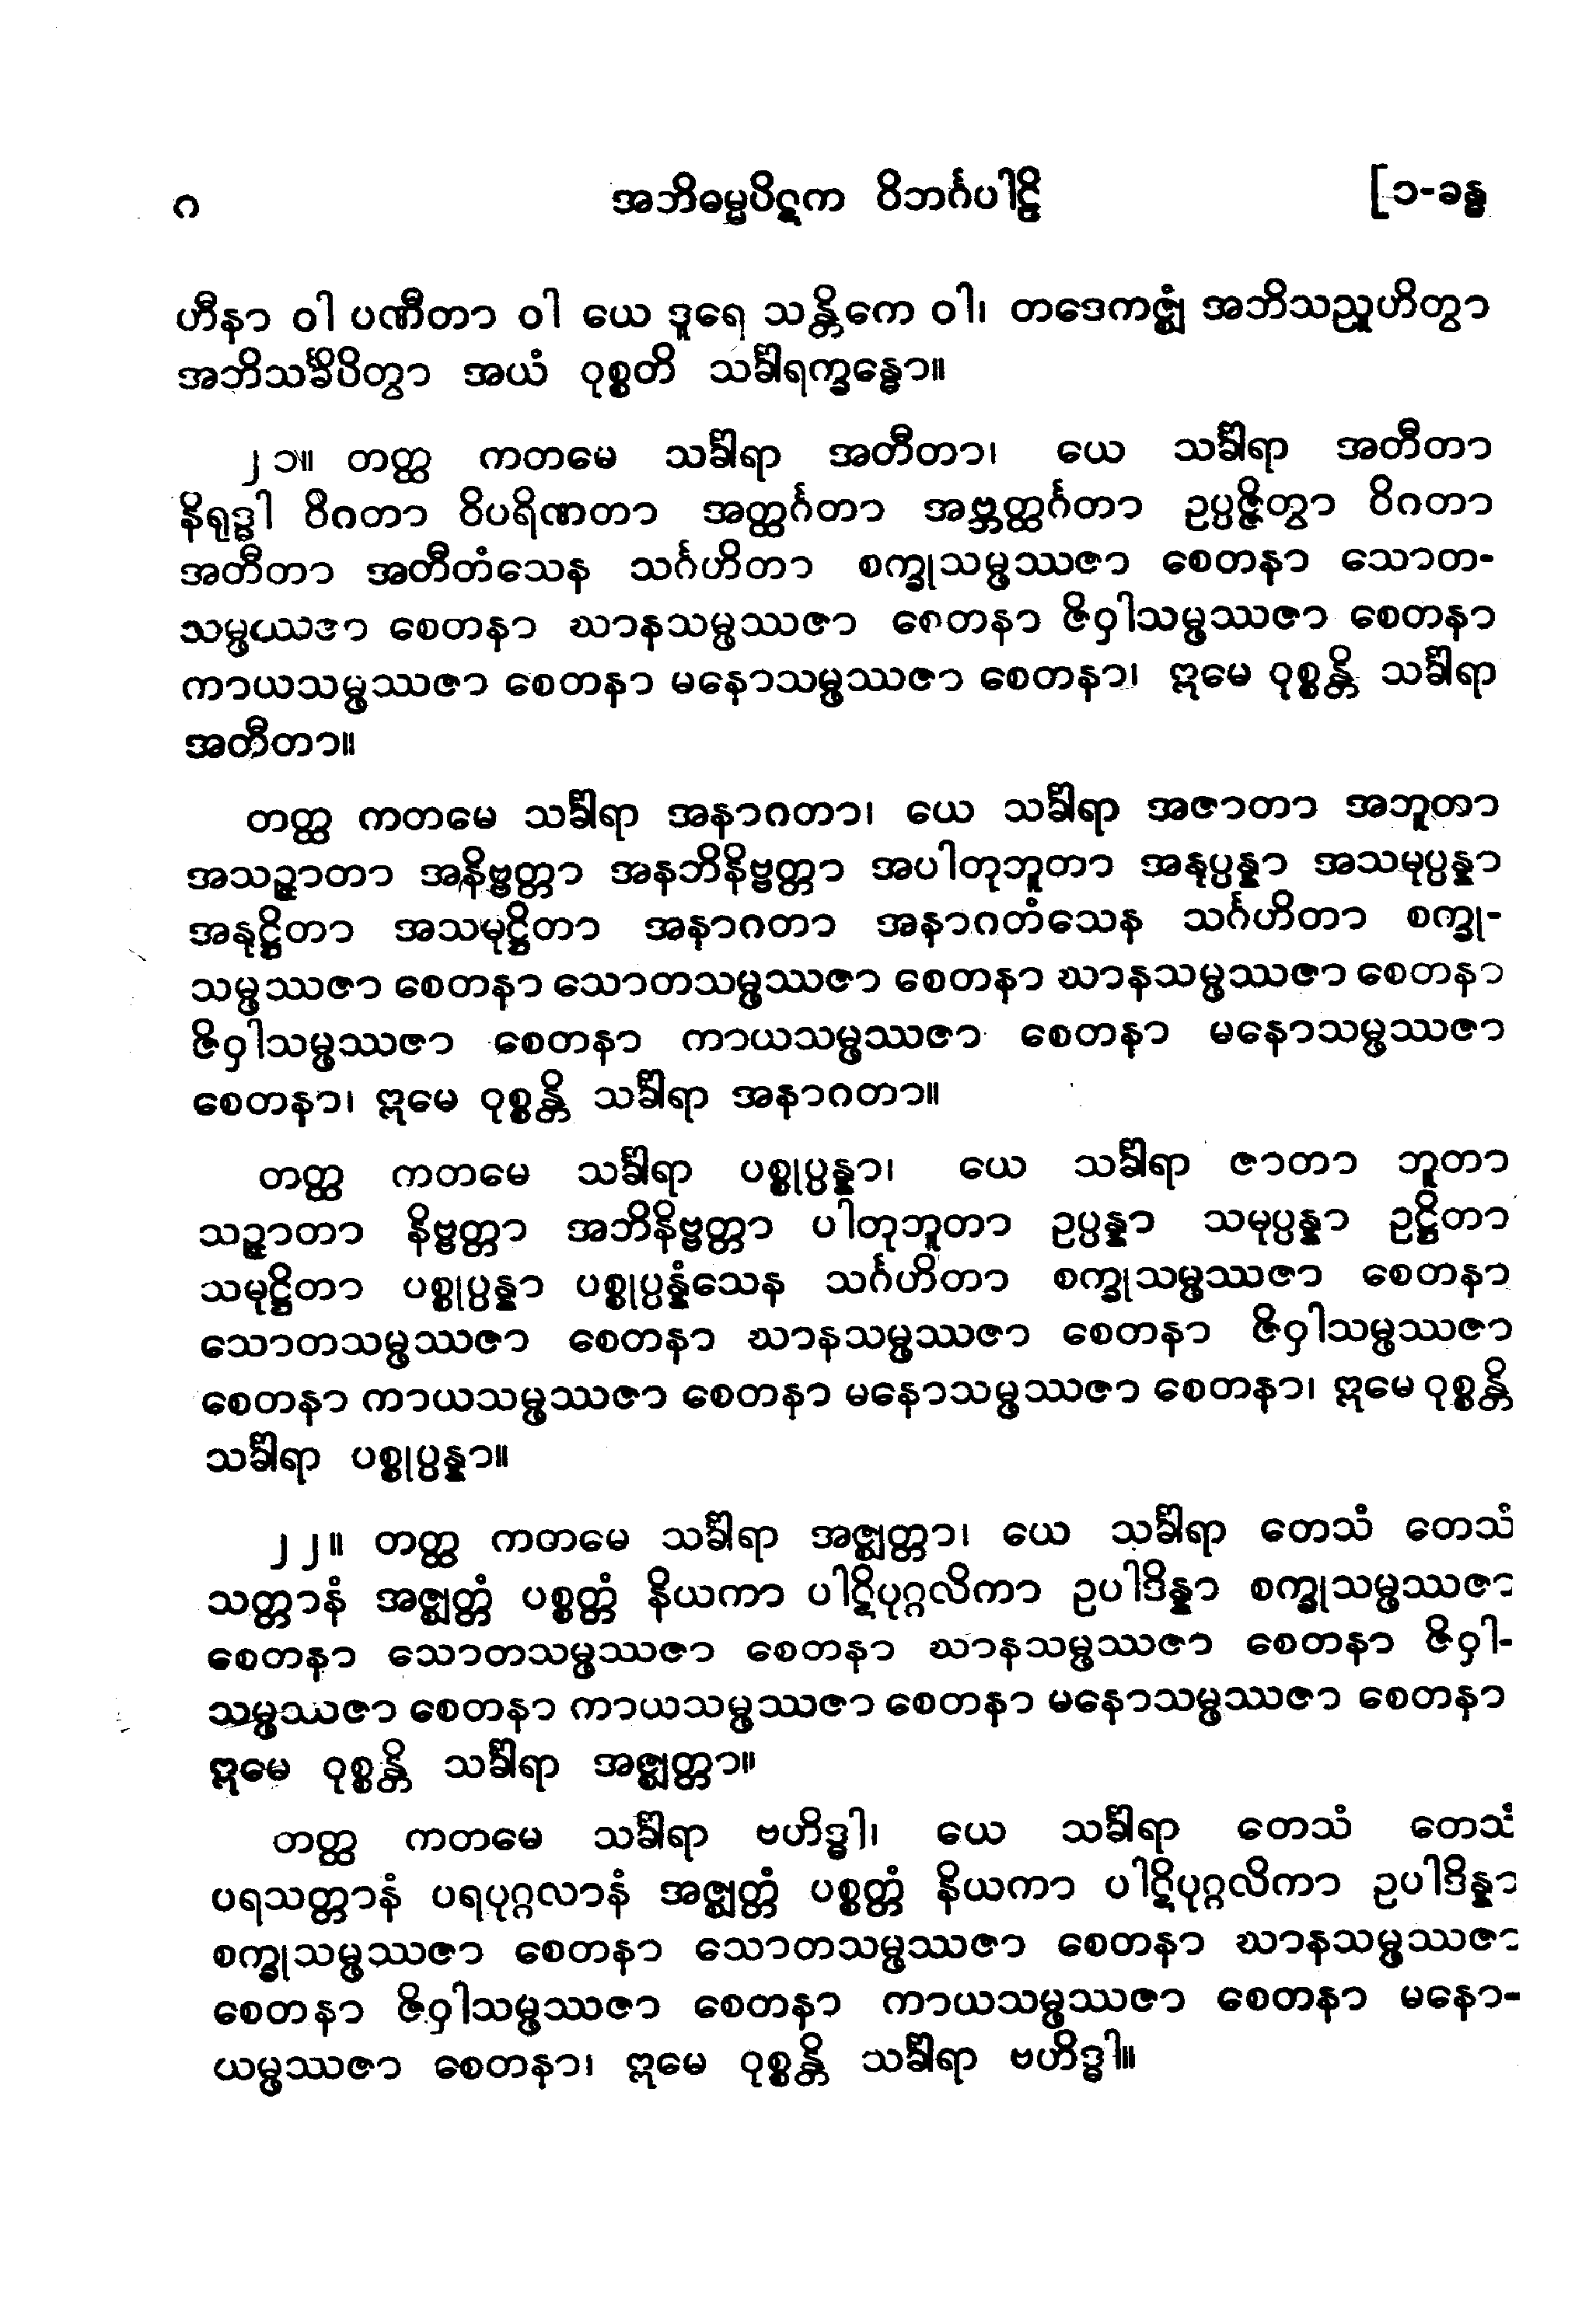 ဂ အဘိဓမ္မပိဋက ဝိဘင်္ဂပါဠိ [၁-ခန္ဓ
ဟီနာ ဝါ ပဏီတာ ဝါ ယေ ဒူရေ သန္တိကေ ဝါ၊ တဒေကဇ္ဈံ အဘိသညူဟိတွာ
အဘိသင်္ခိပိတွာ အယံ ဝုစ္စတိ သင်္ခါရက္ခန္ဓော။
၂၁။ တတ္ထ ကတမေ သင်္ခါရာ အတီတာ၊ ယေ သင်္ခါရာ အတီတာ
နိရုဒ္ဓါ ဝိဂတာ ဝိပရိဏတာ အတ္ထင်္ဂတာ အဗ္ဘတ္ထင်္ဂတာ ဥပ္ပဇ္ဇိတွာ ဝိဂတာ
အတီတာ အတီတံသေန သင်္ဂဟိတာ စက္ခုသမ္ဖဿဇာ စေတနာ သောတ-
သမ္ဖဿဇာ စေတနာ ဃာနသမ္ဖဿဇာ စေတနာ ဇိဝှါသမ္ဖဿဇာ စေတနာ
ကာယသမ္ဖဿဇာ စေတနာ မနောသမ္ဖဿဇာ စေတနာ၊ ဣမေ ဝုစ္စန္တိ သင်္ခါရာ
အတီတာ။
တတ္ထ ကတမေ သင်္ခါရာ အနာဂတာ၊ ယေ သင်္ခါရာ အဇာတာ အဘူတာ
အသဉ္ဇာတာ အနိဗ္ဗတ္တာ အနဘိနိဗ္ဗတ္တာ အပါတုဘူတာ အနုပ္ပန္နာ အသမုပ္ပန္နာ
အနုဋ္ဌိတာ အသမုဋ္ဌိတာ အနာဂတာ အနာဂတံသေန သင်္ဂဟိတာ စက္ခု-
သမ္ဖဿဇာ စေတနာ သောတသမ္ဖဿဇာ စေတနာ ဃာနသမ္ဖဿဇာ စေတနာ
ဇိဝှါသမ္ဖဿဇာ စေတနာ ကာယသမ္ဖဿဇာ စေတနာ မနောသမ္ဖဿဇာ
စေတနာ၊ ဣမေ ဝုစ္စန္တိ သင်္ခါရာ အနာဂတာ။
တတ္ထ ကတမေ သင်္ခါရာ ပစ္စုပ္ပန္နာ၊ ယေ သင်္ခါရာ ဇာတာ ဘူတာ
သဉ္ဇာတာ နိဗ္ဗတ္တာ အဘိနိဗ္ဗတ္တာ ပါတုဘူတာ ဥပ္ပန္နာ သမုပ္ပန္နာ ဥဋ္ဌိတာ
သမုဋ္ဌိတာ ပစ္စုပ္ပန္နာ ပစ္စုပ္ပန္နံသေန သင်္ဂဟိတာ စက္ခုသမ္ဖဿဇာ စေတနာ
သောတသမ္ဖဿဇာ စေတနာ ဃာနသမ္ဖဿဇာ စေတနာ ဇိဝှါသမ္ဖဿဇာ
စေတနာ ကာယသမ္ဖဿဇာ စေတနာ မနောသမ္ဖဿဇာ စေတနာ၊ ဣမေ ဝုစ္စန္တိ
သင်္ခါရာ ပစ္စုပ္ပန္နာ။
၂၂။ တတ္ထ ကတမေ သင်္ခါရာ အဇ္ဈတ္တာ၊ ယေ သင်္ခါရာ တေသံ တေသံ
သတ္တာနံ အဇ္ဈတ္တံ ပစ္စတ္တံ နိယကာ ပါဋိပုဂ္ဂလိကာ ဥပါဒိန္နာ စက္ခုသမ္ဖဿဇာ
စေတနာ သောတသမ္ဖဿဇာ စေတနာ ဃာနသမ္ဖဿဇာ စေတနာ ဇိဝှါ-
သမ္ဖဿဇာ စေတနာ ကာယသမ္ဖဿဇာ စေတနာ မနောသမ္ဖဿဇာ စေတနာ
ဣမေ ဝုစ္စန္တိ သင်္ခါရာ အဇ္ဈတ္တာ။
တတ္ထ ကတမေ သင်္ခါရာ ဗဟိဒ္ဓါ၊ ယေ သင်္ခါရာ တေသံ တေသံ
ပရသတ္တာနံ ပရပုဂ္ဂလာနံ အဇ္ဈတ္တံ ပစ္စတ္တံ နိယကာ ပါဋိပုဂ္ဂလိကာ ဥပါဒိန္နာ
စက္ခုသမ္ဖဿဇာ စေတနာ သောတသမ္ဖဿဇာ စေတနာ ဃာနသမ္ဖဿဇာ
စေတနာ ဇိဝှါသမ္ဖဿဇာ စေတနာ ကာယသမ္ဖဿဇာ စေတနာ မနော-
ယမ္ဖဿဇာ စေတနာ၊ ဣမေ ဝုစ္စန္တိ သင်္ခါရာ ဗဟိဒ္ဓါ။